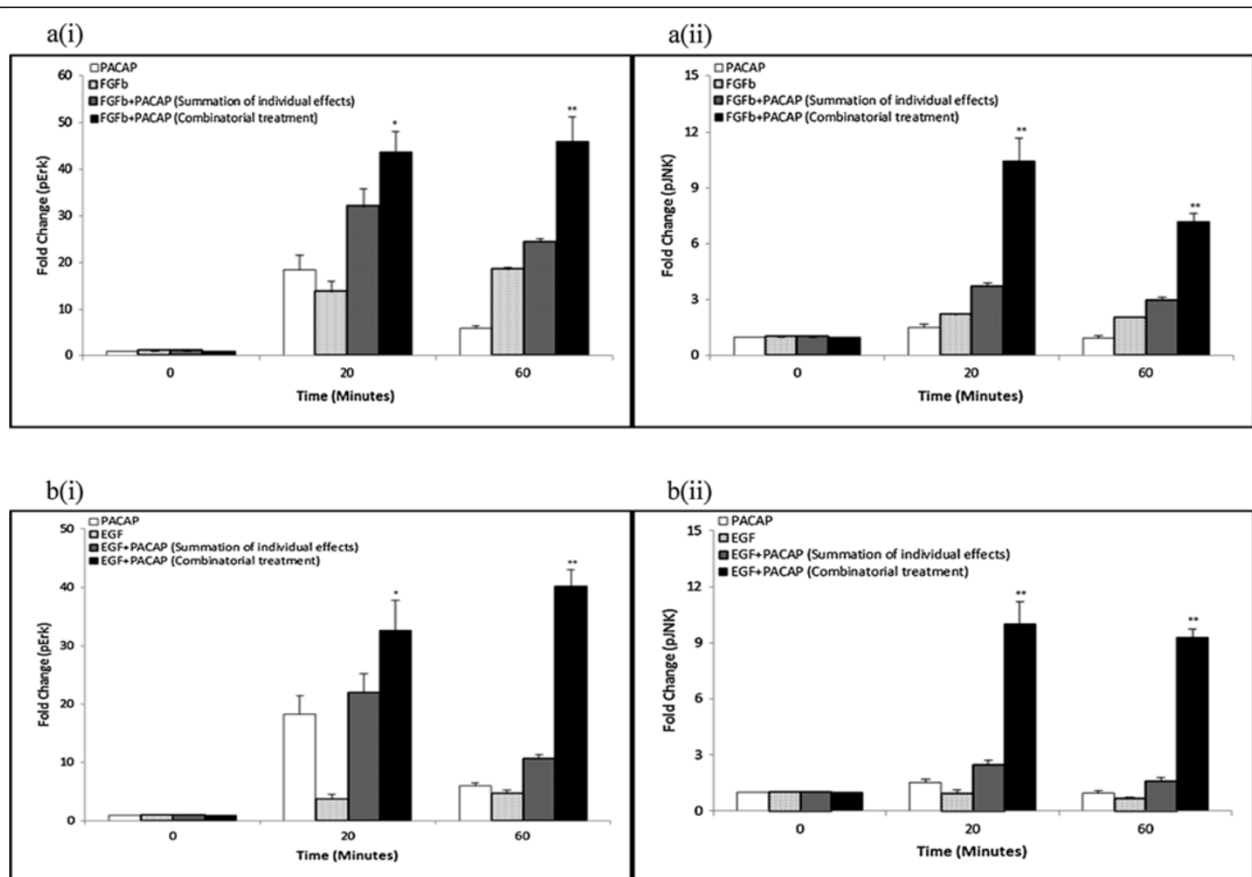 a(i)
PACAP
FGFb
FGFb+PACAP (Summation of individual effects)
FGFb+PACAP (Combinatorial treatment)
Fold Change (pErk)
60
50
40
30
20
10
0
*
**
0 20 60
Time (Minutes)
a(ii)
PACAP
FGFb
FGFb+PACAP (Summation of individual effects)
FGFb+PACAP (Combinatorial treatment)
Fold Change (pJNK)
15
12
9
6
3
0
**
**
0 20 60
Time (Minutes)
b(i)
PACAP
EGF
EGF+PACAP (Summation of individual effects)
EGF+PACAP (Combinatorial treatment)
Fold Change (pErk)
50
40
30
20
10
0
*
**
0 20 60
Time (Minutes)
b(ii)
PACAP
EGF
EGF+PACAP (Summation of individual effects)
EGF+PACAP (Combinatorial treatment)
Fold Change (pJNK)
15
12
9
6
3
0
**
**
0 20 60
Time (Minutes)